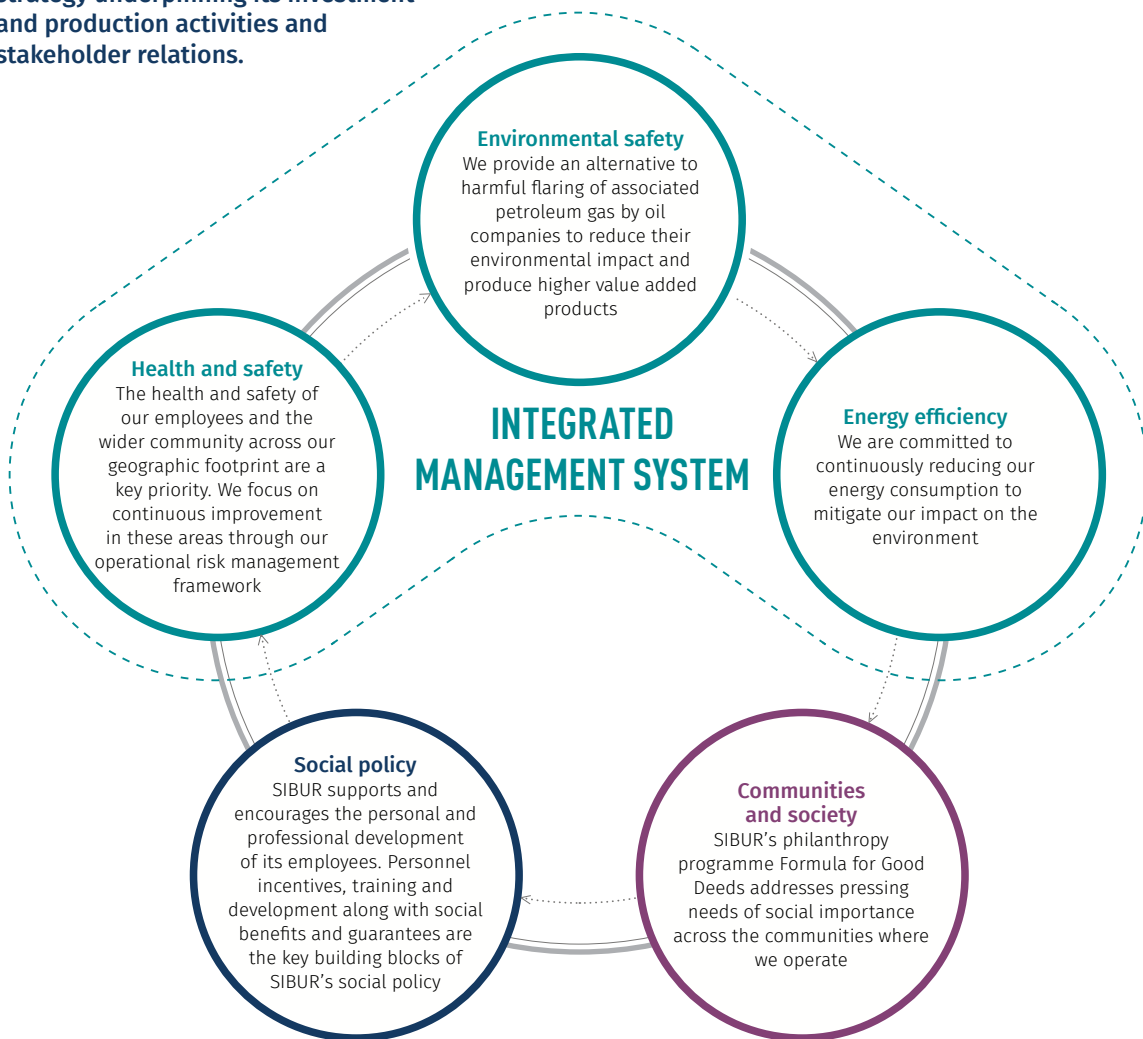 strategy underpinning its investment
and production activities and
stakeholder relations.
Environmental safety
We provide an alternative to
harmful flaring of associated
petroleum gas by oil
companies to reduce their
environmental impact and
produce higher value added
products
Health and safety
The health and safety of
our employees and the
wider community across our
geographic footprint are a
key priority. We focus on
continuous improvement
in these areas through our
operational risk management
framework
INTEGRATED
MANAGEMENT SYSTEM
Energy efficiency
We are committed to
continuously reducing our
energy consumption to
mitigate our impact on the
environment
Social policy
SIBUR supports and
encourages the personal and
professional development
of its employees. Personnel
incentives, training and
development along with social
benefits and guarantees are
the key building blocks of
SIBUR’s social policy
Communities
and society
SIBUR’s philanthropy
programme Formula for Good
Deeds addresses pressing
needs of social importance
across the communities where
we operate